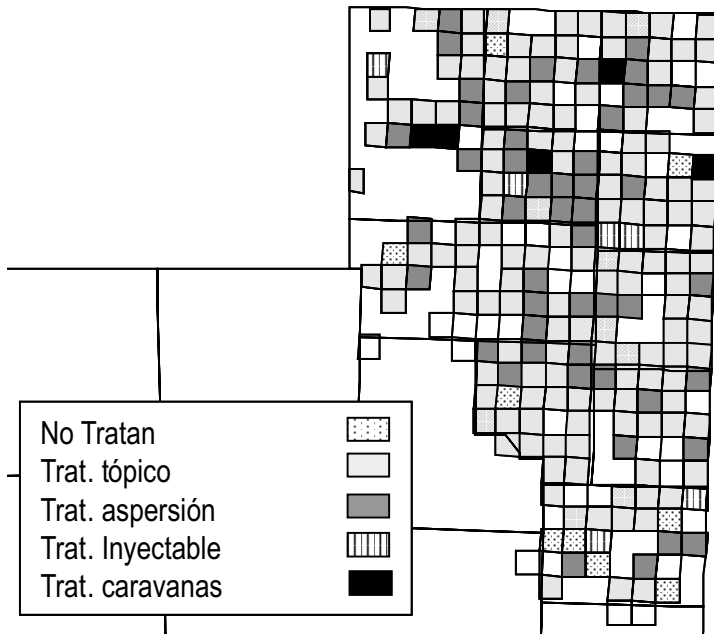 No Tratan
Trat. tópico
Trat. aspersión
Trat. Inyectable
Trat. caravanas